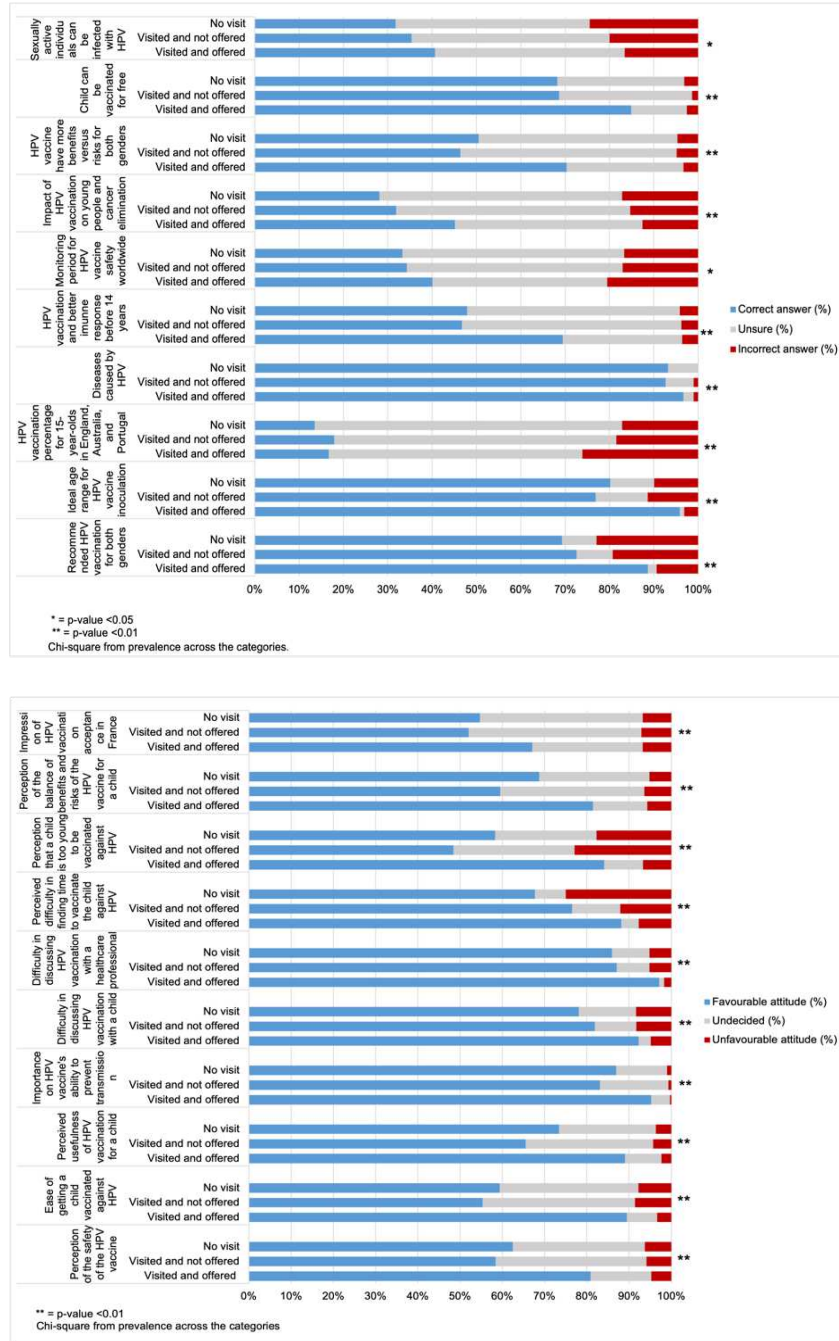 Sexually
active
individu
als can
be
infected
with
HPV
No visit
Visited and not offered
Visited and offered
*
Child can
be
vaccinated
for free
No visit
Visited and not offered
Visited and offered
**
HPV
vaccine
have more
benefits
versus
risks for
both
genders
No visit
Visited and not offered
Visited and offered
**
Impact of
HPV
vaccination
on young
people and
cancer
elimination
No visit
Visited and not offered
Visited and offered
**
Monitoring
period for
HPV
vaccine
safety
worldwide
No visit
Visited and not offered
Visited and offered
*
HPV
vaccination
and better
imunne
response
before 14
years
No visit
Visited and not offered
Visited and offered
**
Diseases
caused by
HPV
No visit
Visited and not offered
Visited and offered
**
HPV
vaccination
percentage
for 15-
year-olds
in England,
Australia,
and
Portugal
No visit
Visited and not offered
Visited and offered
**
Ideal age
range for
HPV
vaccine
inoculation
No visit
Visited and not offered
Visited and offered
**
Recomme
nded HPV
vaccination
for both
genders
No visit
Visited and not offered
Visited and offered
**
0% 10% 20% 30% 40% 50% 60% 70% 80% 90% 100%
Correct answer (%)
Unsure (%)
Incorrect answer (%)
* = p-value <0.05
** = p-value <0.01
Chi-square from prevalence across the categories.
Impressi
on of
HPV
vaccinati
on
acceptan
ce in
France
No visit
Visited and not offered
Visited and offered
**
Perception
of the
balance of
benefits and
risks of the
HPV
vaccine for
a child
No visit
Visited and not offered
Visited and offered
**
Perception
that a child
is too young
to be
vaccinated
against
HPV
No visit
Visited and not offered
Visited and offered
**
Perceived
difficulty in
finding time
to vaccinate
the child
against
HPV
No visit
Visited and not offered
Visited and offered
**
Difficulty in
discussing
HPV
vaccination
with a
healthcare
professional
No visit
Visited and not offered
Visited and offered
**
Difficulty in
discussing
HPV
vaccination
with a child
No visit
Visited and not offered
Visited and offered
**
Importance
on HPV
vaccine's
ability to
prevent
transmissio
n
No visit
Visited and not offered
Visited and offered
**
Perceived
usefulness
of HPV
vaccination
for a child
No visit
Visited and not offered
Visited and offered
**
Ease of
getting a
child
vaccinated
against
HPV
No visit
Visited and not offered
Visited and offered
**
Perception
of the safety
of the HPV
vaccine
No visit
Visited and not offered
Visited and offered
**
0% 10% 20% 30% 40% 50% 60% 70% 80% 90% 100%
Favourable attitude (%)
Undecided (%)
Unfavourable attitude (%)
** = p-value <0.01
Chi-square from prevalence across the categories